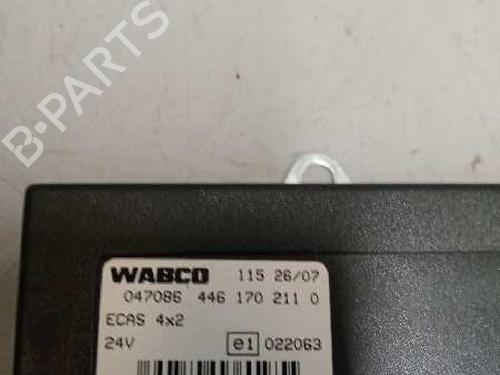 B-PARTS
WABCO 115 26/07
047086 446 170 211 0
ECAS 4x2
24V e1 022063